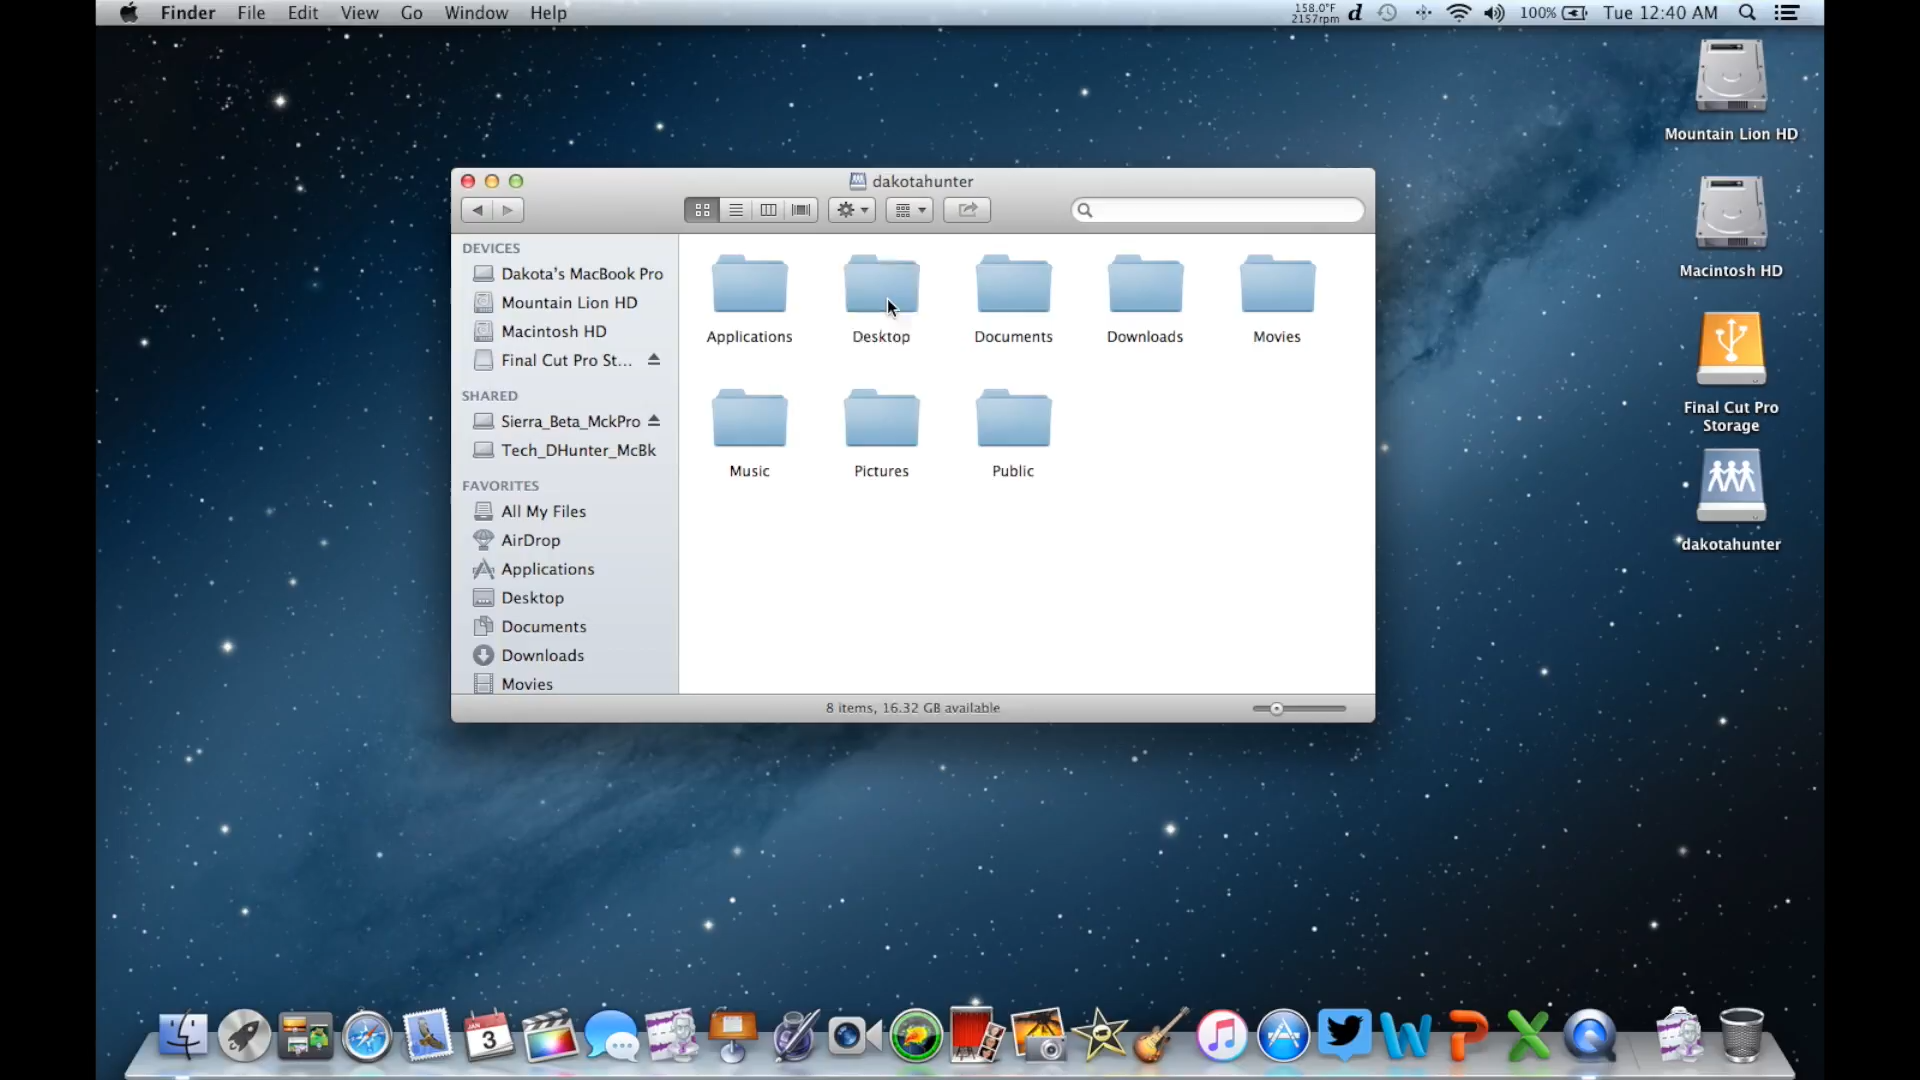 Finder File Edit View Go Window Help
158.0°F
2157rpm
d
100%
Tue 12:40 AM
Mountain Lion HD
Macintosh HD
Final Cut Pro
Storage
dakotahunter
dakotahunter
DEVICES
Dakota's MacBook Pro
Mountain Lion HD
Macintosh HD
Final Cut Pro St...
SHARED
Sierra_Beta_MckPro
Tech_DHunter_McBk
FAVORITES
All My Files
AirDrop
Applications
Desktop
Documents
Downloads
Movies
Applications Desktop Documents Downloads Movies
Music Pictures Public
8 items, 16.32 GB available
JAN
3
W P X